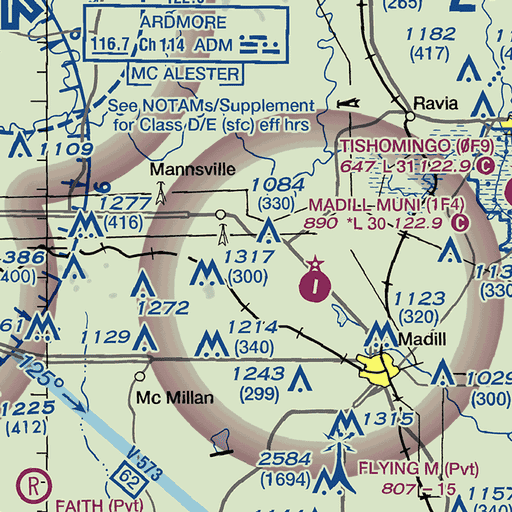 (265)
ARDMORE
116.7 Ch 114 ADM
MC ALESTER
1182
(417)
See NOTAMs/Supplement
for Class D/E (sfc) eff hrs
Ravia
1109
TISHOMINGO (0F9)
647 L 31 122.9 C
Mannsville
1277
(416)
1084
(330)
MADILL MUNI (1F4)
890 *L 30 122.9 C
386
(400)
1317
(300)
(330)
1272
1123
(320)
61
1129
1214
(340)
Madill
125°
1243
(299)
1029
(300)
Mc Millan
1225
(412)
1315
V 573
62
2584
(1694)
FLYING M (Pvt)
807 - 15
R
FAITH (Pvt)
1157
(340)